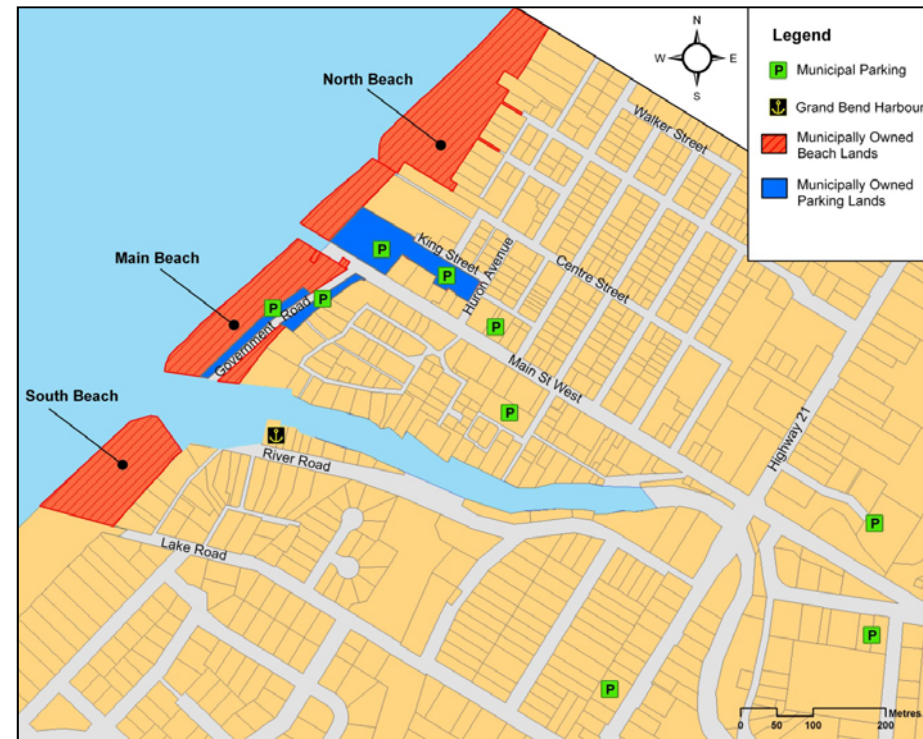 N
W E
S
Legend
P Municipal Parking
Grand Bend Harbour
Municipally Owned
Beach Lands
Municipally Owned
Parking Lands
North Beach
Walker Street
King Street
P
P
Huron Avenue
Centre Street
Main Beach
P
P
Government Road
P
Main St West
South Beach
P
Highway 21
River Road
P
Lake Road
P
P
Metres
0 50 100 200